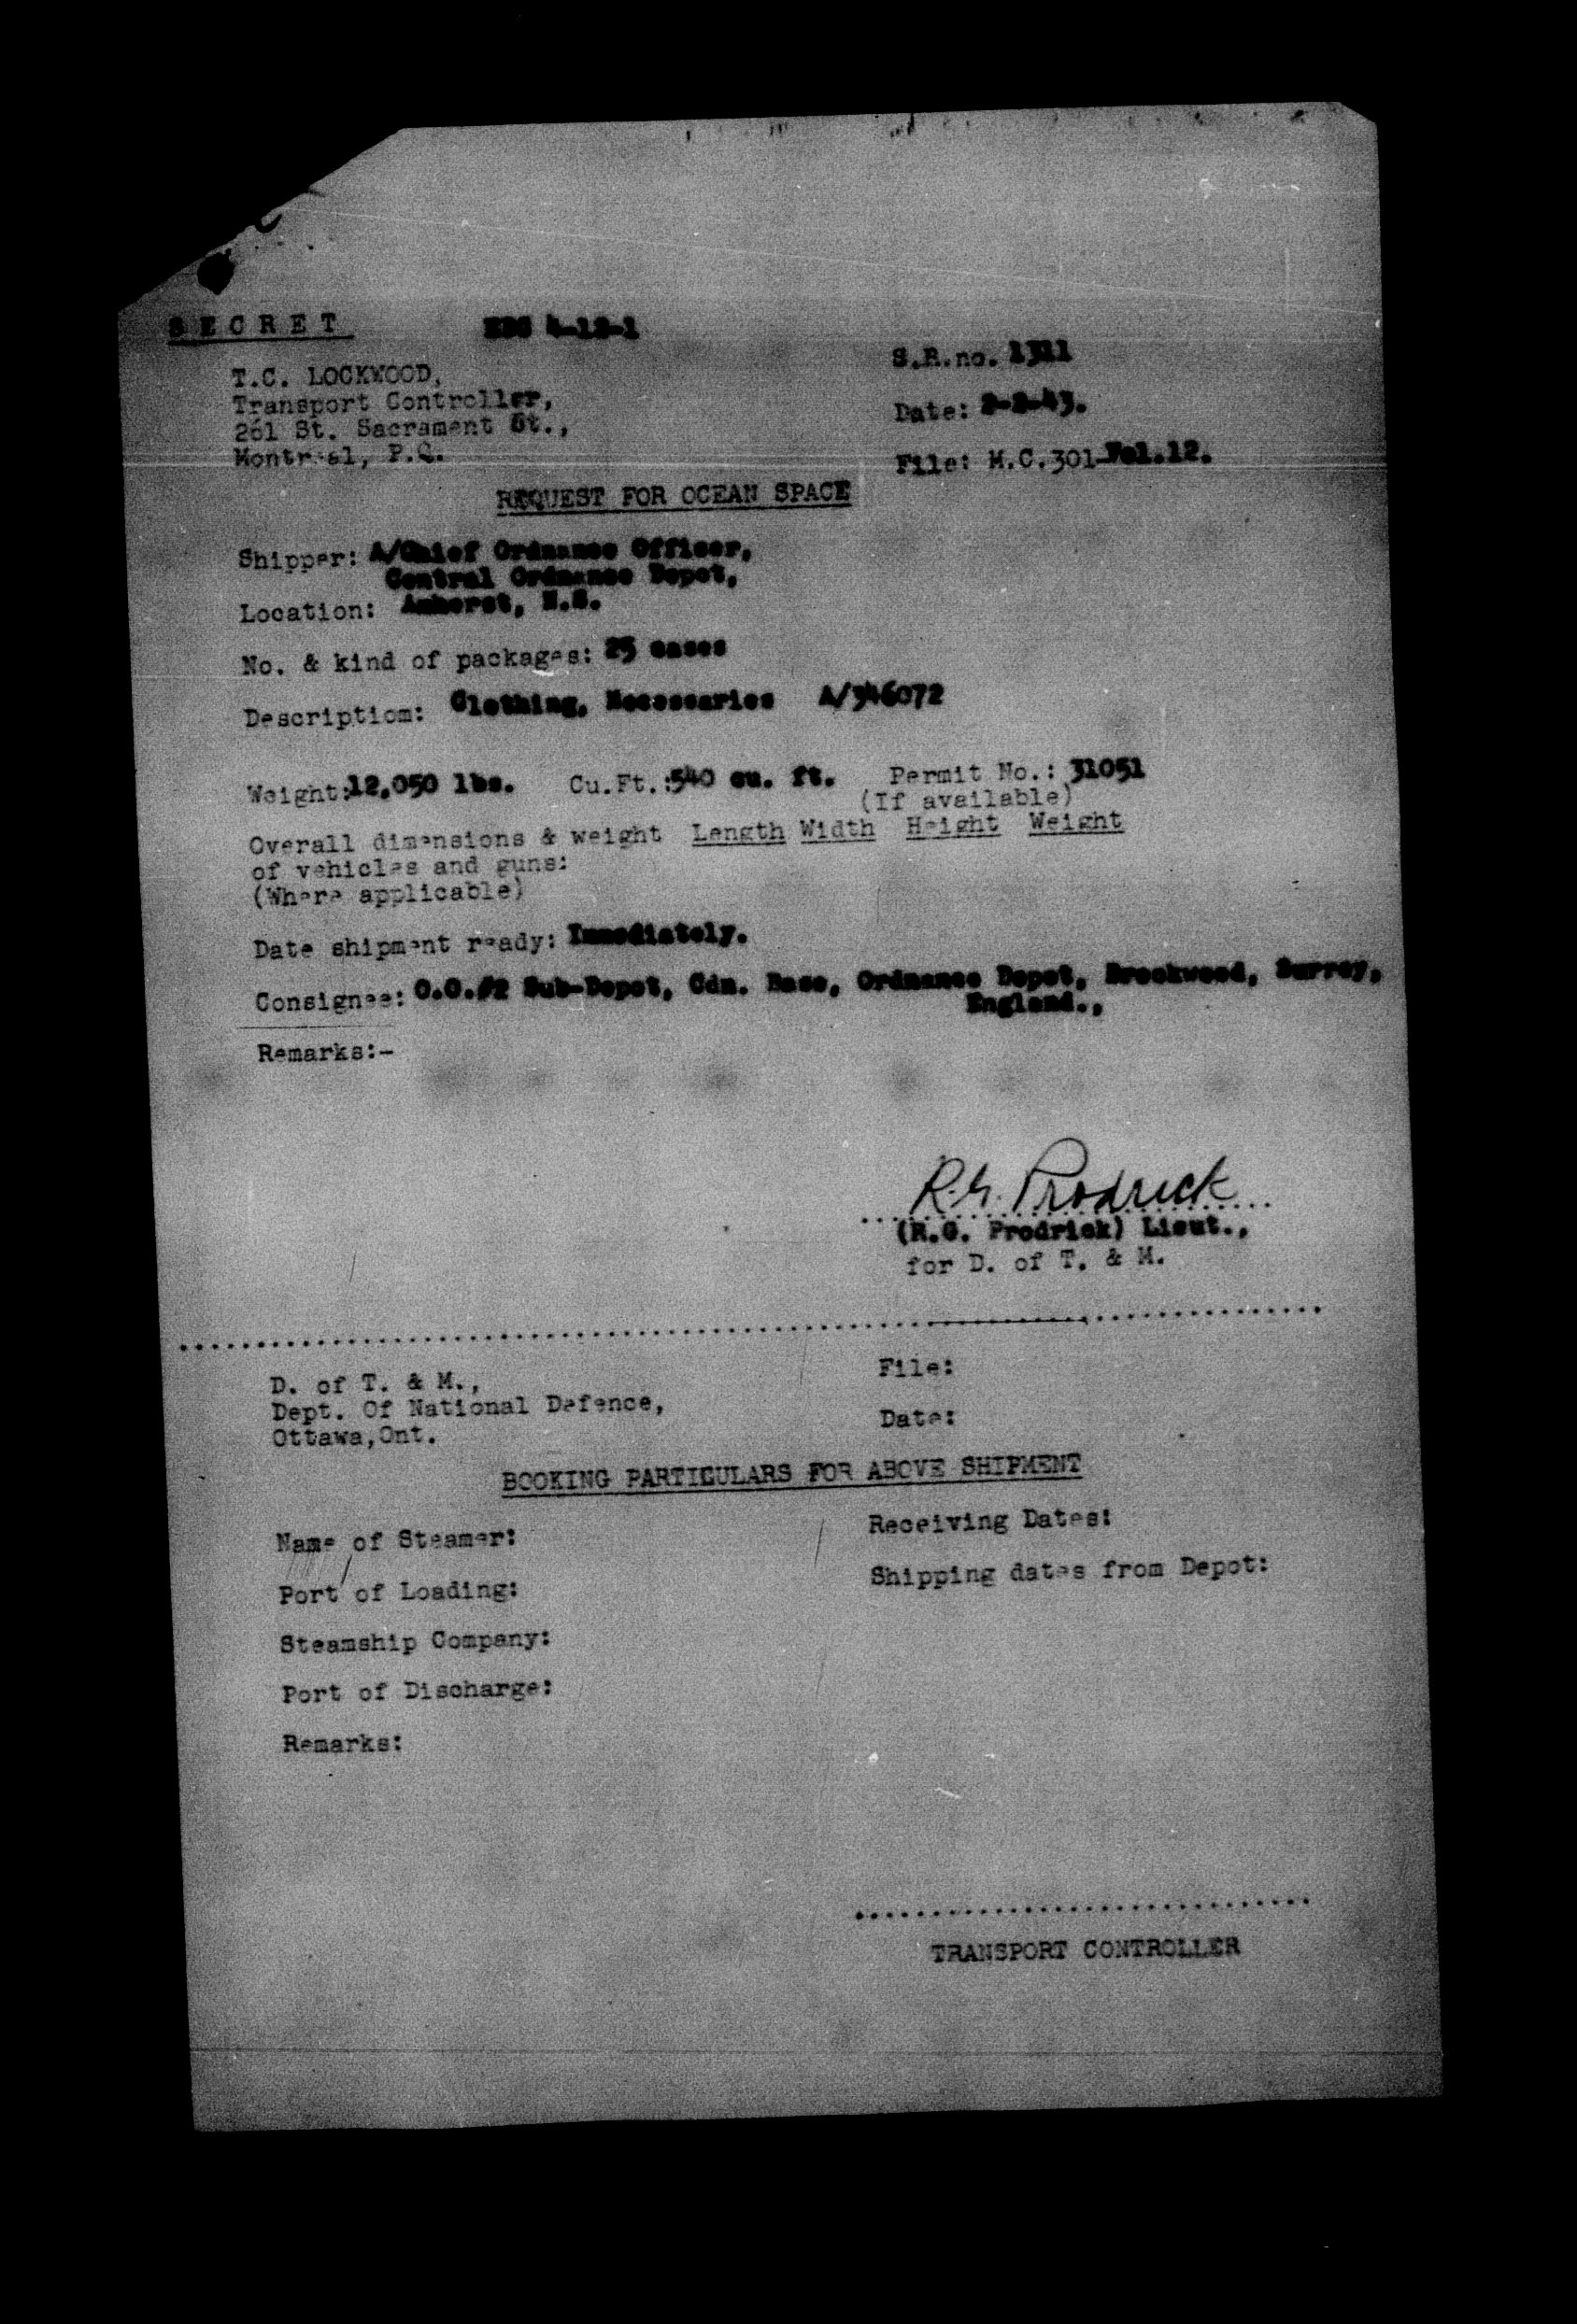 SECRET 4-12-1
T.C. LOCKWOOD, S.R.no. 1311
Transport Controller,
Date: 2-2-43.
261 St. Sacrament St.,
Montreal, P.Q.
File: M.C.301-Vol.12.
REQUEST FOR OCEAN SPACE
Shipper: A/Chief Ordnance Officer,
Central Ordnance Depot,
Location: Amherst, N.S.
No. & kind of packages: 25 cases
Description: Clothing, Necessaries A/346072
Weight:12,050 lbs. Cu.Ft.:540 cu. ft. Permit No.: 31051
(If available)
Overall dimensions & weight Length Width Height Weight
of vehicles and guns:
(Where applicable)
Date shipment ready: Immediately.
Consignee: O.O.#2 Sub-Depot, Cdn. Base, Ordnance Depot, Brookwood, Surrey,
England.,
Remarks:-
R.G. Prodrick
(R.G. Prodrick) Lieut.,
for D. of T. & M.
D. of T. & M., File:
Dept. Of National Defence,
Date:
Ottawa,Ont.
BOOKING PARTICULARS FOR ABOVE SHIPMENT
Name of Steamer: Receiving Dates:
Port of Loading: Shipping dates from Depot:
Steamship Company:
Port of Discharge:
Remarks:
TRANSPORT CONTROLLER